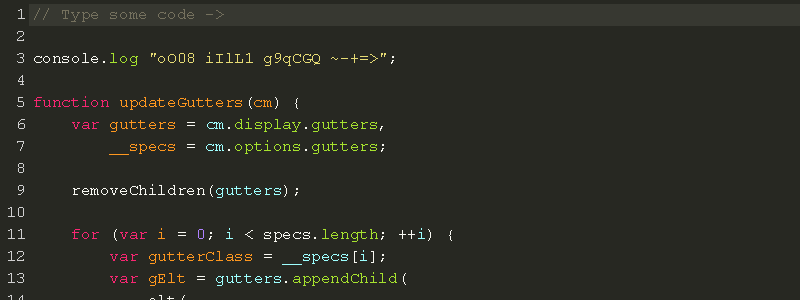 1 // Type some code ->
2
3 console.log "oO08 iIlL1 g9qCGQ ~-+=>";
4
5 function updateGutters(cm) {
6 var gutters = cm.display.gutters,
7 __specs = cm.options.gutters;
8
9 removeChildren(gutters);
10
11 for (var i = 0; i < specs.length; ++i) {
12 var gutterClass = __specs[i];
13 var gElt = gutters.appendChild(
14 elt(